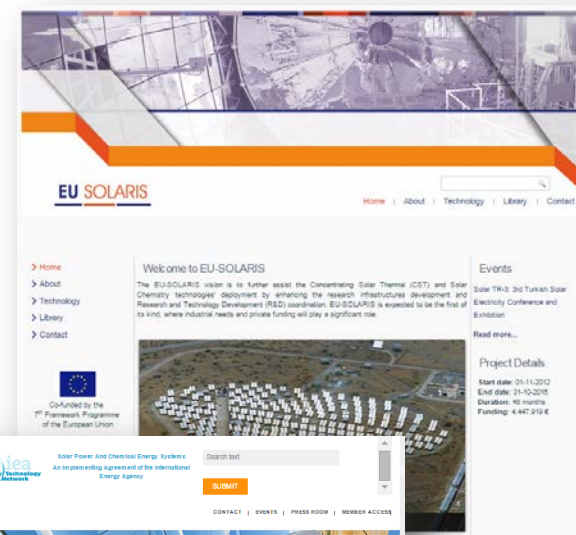 EU SOLARIS
Home | About | Technology | Library | Contact
Home
About
Technology
Library
Contact
Co-funded by the
7th Framework Programme
of the European Union
Welcome to EU-SOLARIS
The EU-SOLARIS vision is to further assist the Concentrating Solar Thermal (CST) and Solar
Chemistry technologies' deployment by enhancing the research infrastructures development and
Research and Technology Development (R&D) coordination. EU-SOLARIS is expected to be the first of
its kind, where industrial needs and private funding will play a significant role.
Events
Solar TR-3: 3rd Turkish Solar
Electricity Conference and
Exhibition
Read more...
Project Details
Start date: 01-11-2012
End date: 31-10-2016
Duration: 48 months
Funding: 4,447,919 €
iea
Technology
Network
Solar Power And Chemical Energy Systems
An Implementing Agreement of the International
Energy Agency
Search text
SUBMIT
CONTACT | EVENTS | PRESS ROOM | MEMBER ACCESS